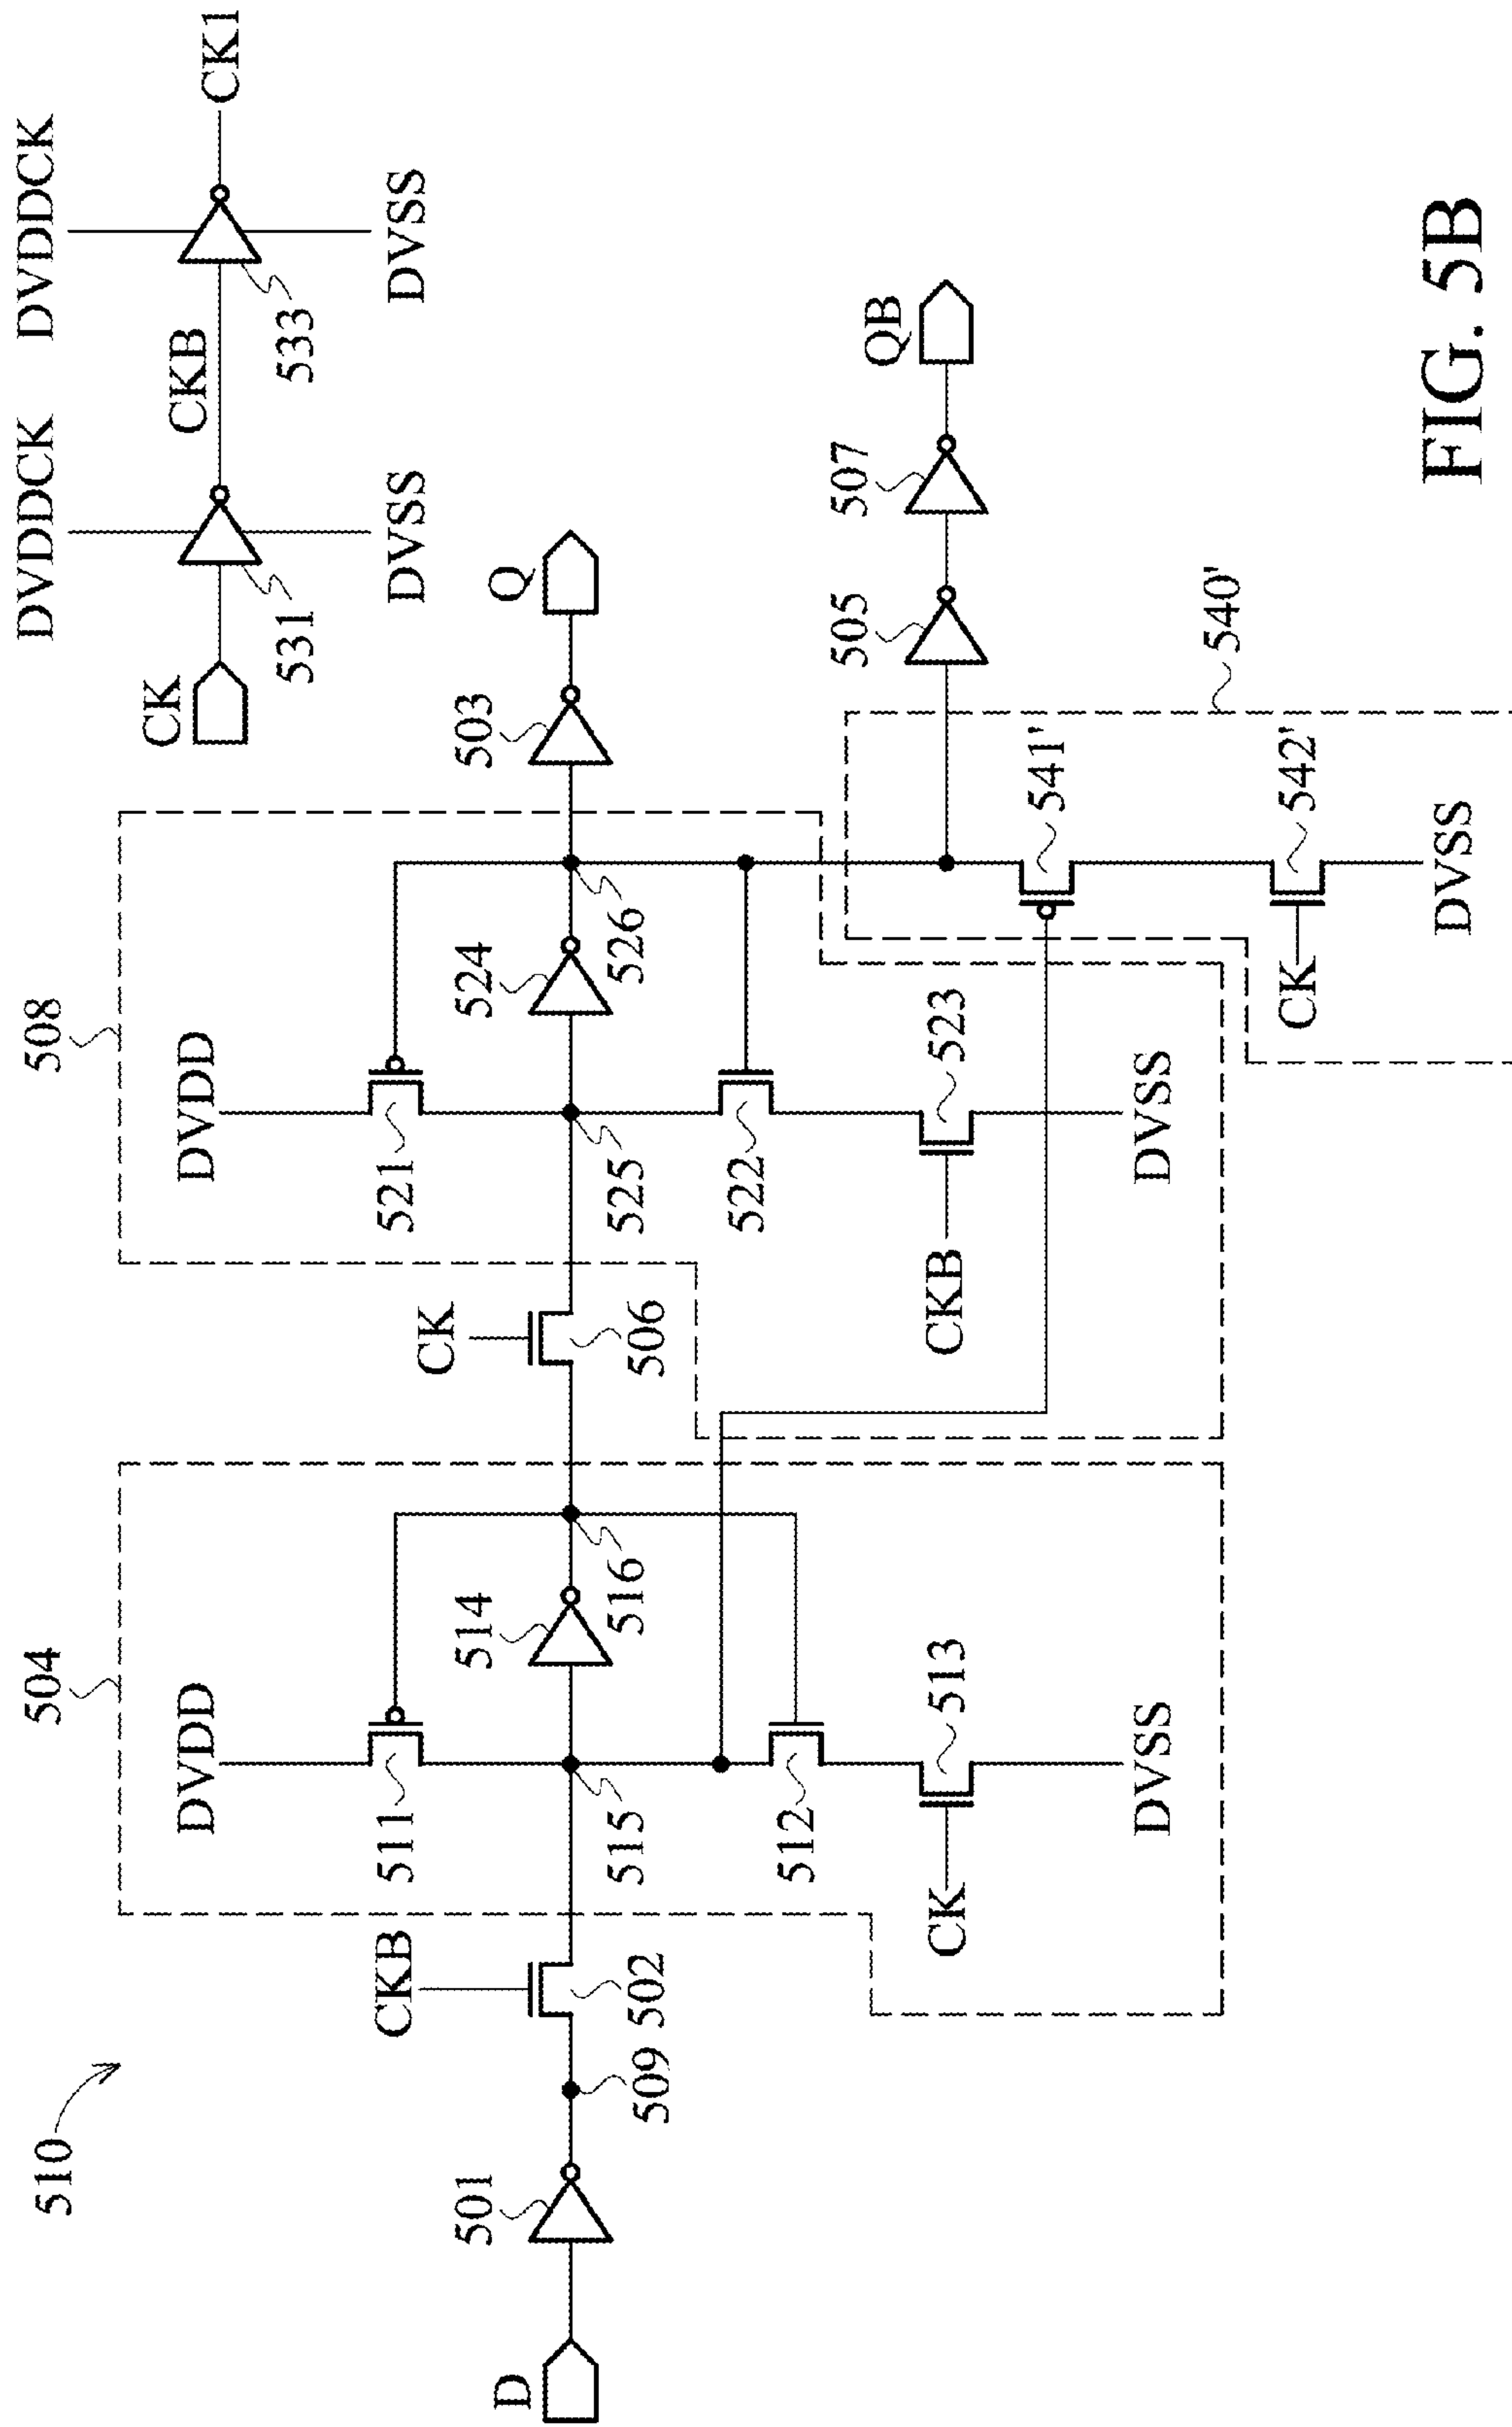 510
504
508
DVDDCK
DVDDCK
CK
CKB
CK1
531
533
DVSS
DVSS
DVDD
DVDD
511
521
CKB
CK
D
501
514
524
503
Q
509
502
515
516
506
525
526
512
522
505
507
QB
CK
513
CKB
523
541'
540'
DVSS
DVSS
CK
542'
DVSS
FIG. 5B